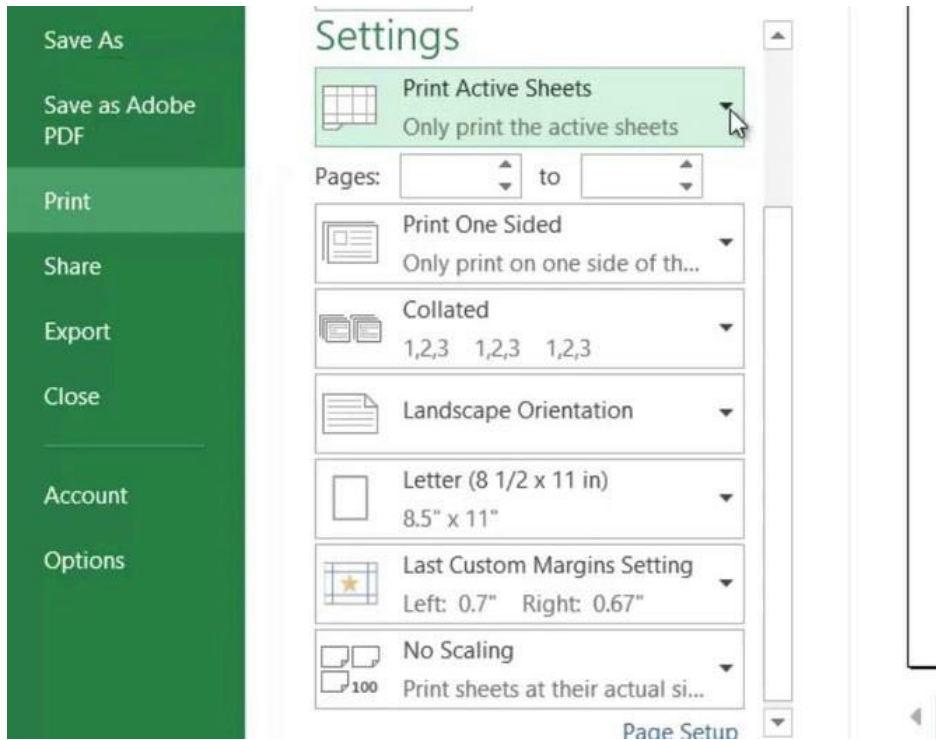 Save As
Save as Adobe
PDF
Print
Share
Export
Close
Account
Options
Settings
Print Active Sheets
Only print the active sheets
Pages: to
Print One Sided
Only print on one side of th...
Collated
1,2,3 1,2,3 1,2,3
Landscape Orientation
Letter (8 1/2 x 11 in)
8.5" x 11"
Last Custom Margins Setting
Left: 0.7" Right: 0.67"
No Scaling
100
Print sheets at their actual si...
Page Setup